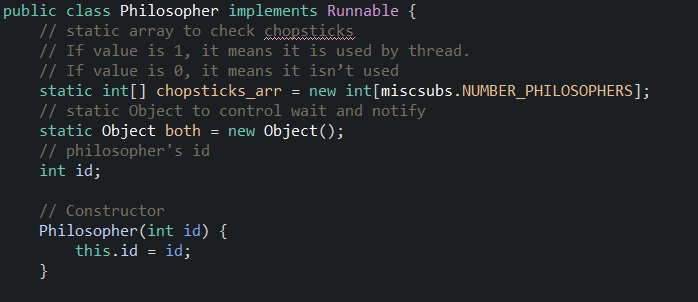 public class Philosopher implements Runnable {
// static array to check chopsticks
// If value is 1, it means it is used by thread.
// If value is 0, it means it isn’t used
static int[] chopsticks_arr = new int[miscsubs.NUMBER_PHILOSOPHERS];
// static Object to control wait and notify
static Object both = new Object();
// philosopher's id
int id;
// Constructor
Philosopher(int id) {
this.id = id;
}